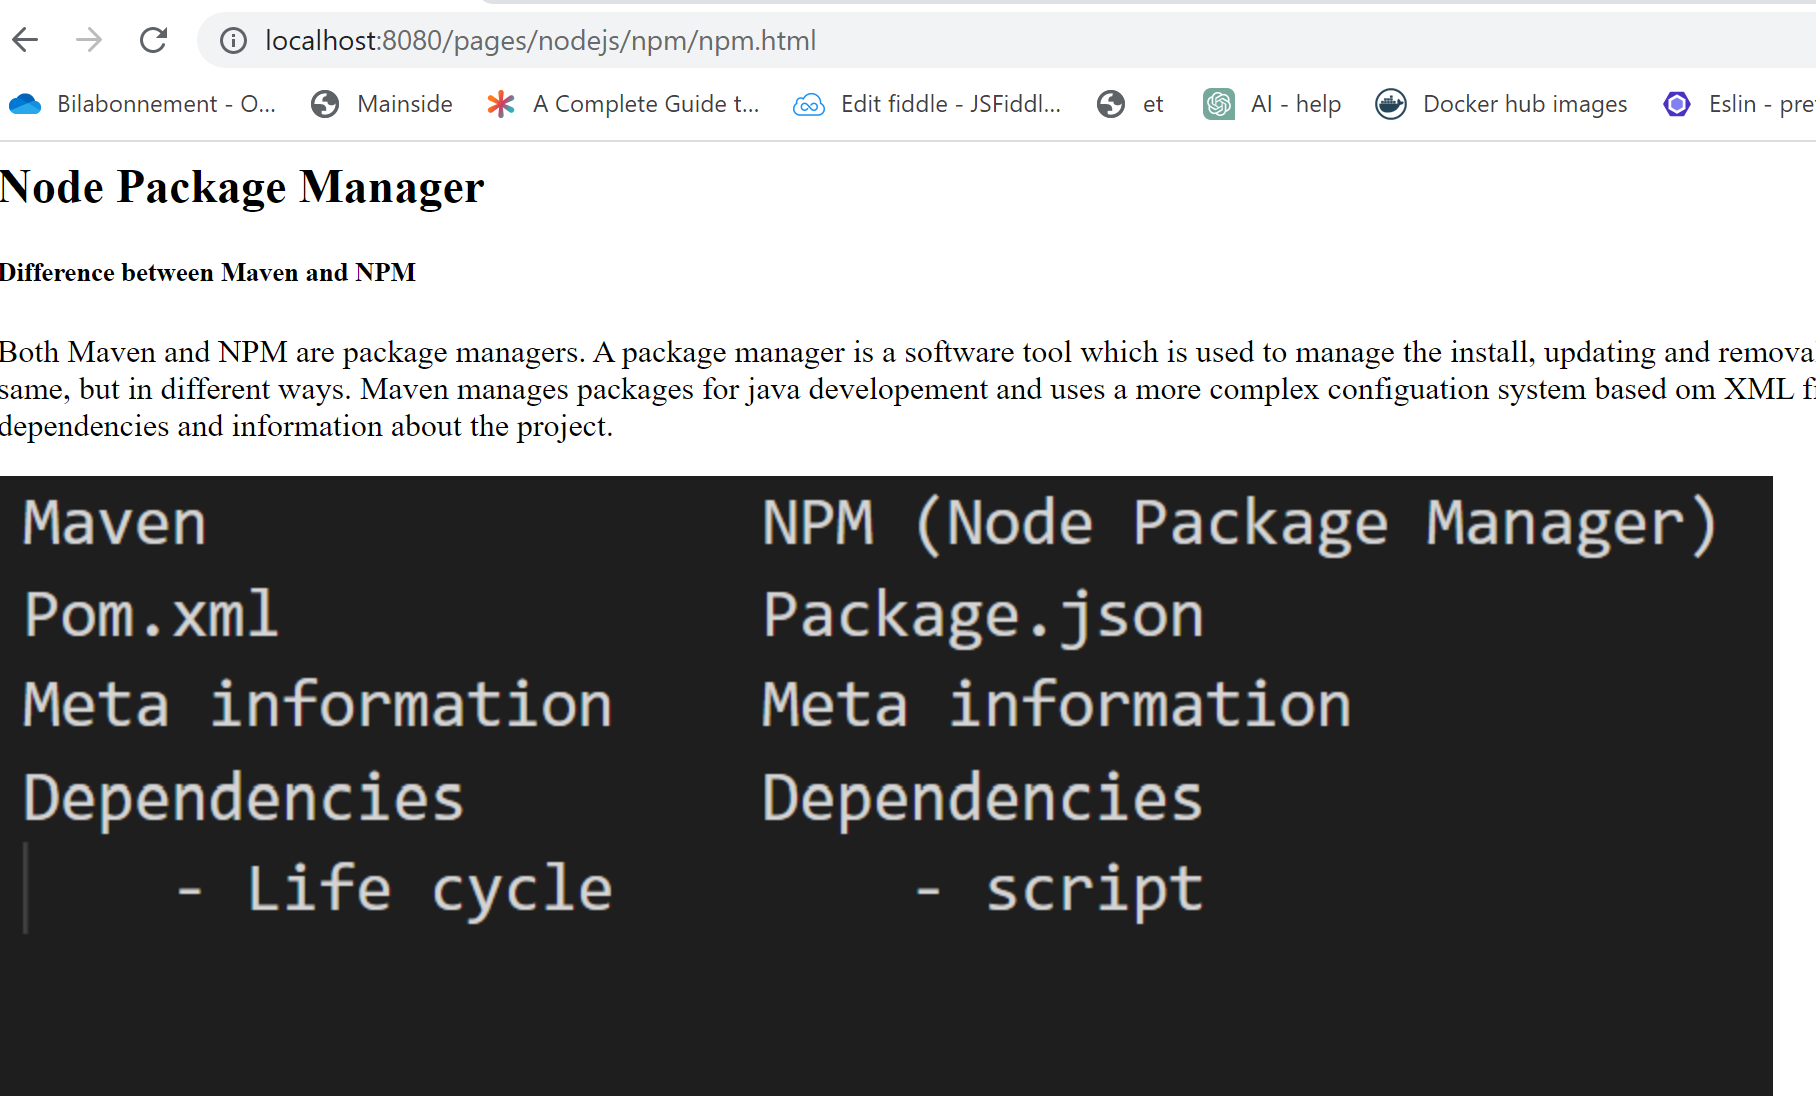 localhost:8080/pages/nodejs/npm/npm.html
Bilabonnement - O... Mainside A Complete Guide t... Edit fiddle - JSFiddl... et AI - help Docker hub images Eslin - pre
Node Package Manager
Difference between Maven and NPM
Both Maven and NPM are package managers. A package manager is a software tool which is used to manage the install, updating and remova
same, but in different ways. Maven manages packages for java developement and uses a more complex configuation system based om XML fi
dependencies and information about the project.
Maven NPM (Node Package Manager)
Pom.xml Package.json
Meta information Meta information
Dependencies Dependencies
- Life cycle - script